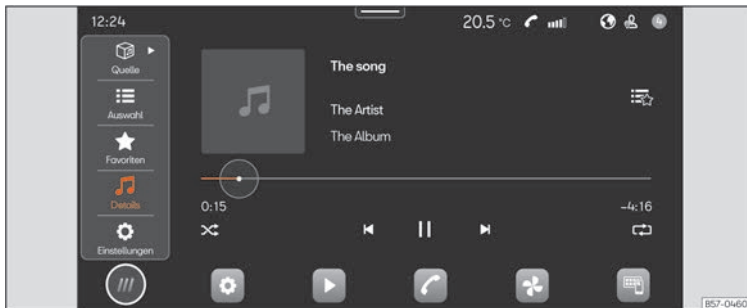 12:24
20.5 °C
4
Quelle
Auswahl
Favoriten
Details
Einstellungen
The song
The Artist
The Album
0:15
-4:16
B57-0460